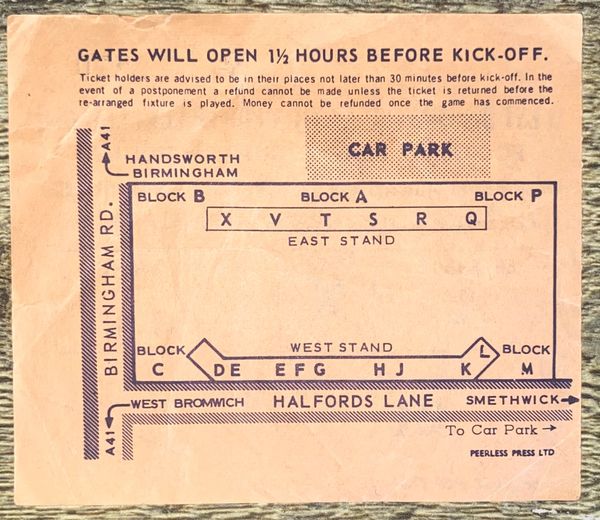 GATES WILL OPEN 1½ HOURS BEFORE KICK-OFF.
Ticket holders are advised to be in their places not later than 30 minutes before kick-off. In the
event of a postponement a refund cannot be made unless the ticket is returned before the
re-arranged fixture is played. Money cannot be refunded once the game has commenced.
A41
HANDSWORTH
BIRMINGHAM
CAR PARK
BIRMINGHAM RD.
BLOCK B
BLOCK A
BLOCK P
X V T S R Q
EAST STAND
WEST STAND
BLOCK
C
D E E F G H J K
L
BLOCK
M
A41
WEST BROMWICH
HALFORDS LANE
SMETHWICK
To Car Park →
PEERLESS PRESS LTD